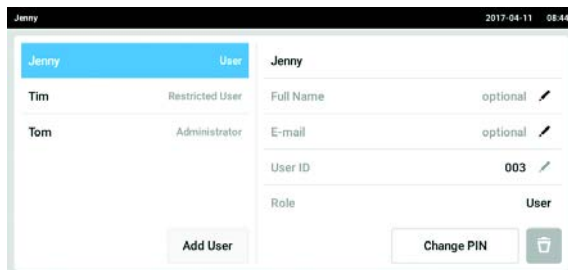 Jenny 2017-04-11 08:44
Jenny User
Tim Restricted User
Tom Administrator
Add User
Jenny
Full Name optional
E-mail optional
User ID 003
Role User
Change PIN